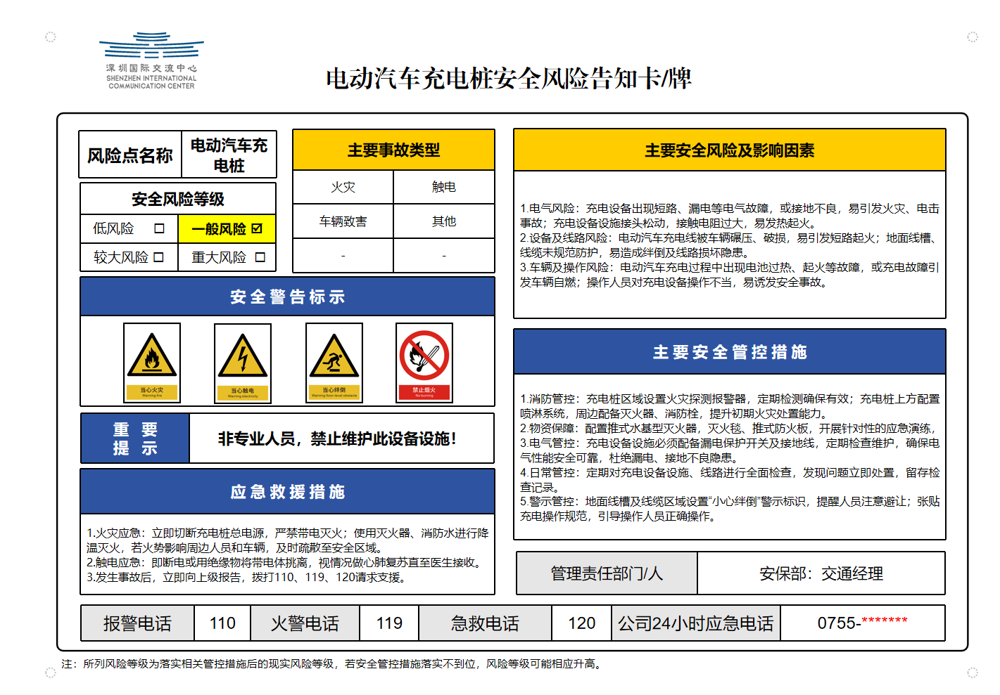 深圳国际交流中心
SHENZHEN INTERNATIONAL
COMMUNICATION CENTER
电动汽车充电桩安全风险告知卡/牌
风险点名称
电动汽车充
电桩
安全风险等级
低风险 ☐
一般风险 ☑
较大风险 ☐
重大风险 ☐
主要事故类型
火灾
触电
车辆致害
其他
-
-
安全警告标示
当心火灾
Warning fire
当心触电
Warning electricity
当心绊倒
Warning floor-level obstacle
禁止烟火
No burning
重 要
提 示
非专业人员，禁止维护此设备设施！
应急救援措施
1.火灾应急：立即切断充电桩总电源，严禁带电灭火；使用灭火器、消防水进行降
温灭火，若火势影响周边人员和车辆，及时疏散至安全区域。
2.触电应急：即断电或用绝缘物将带电体挑离，视情况做心肺复苏直至医生接收。
3.发生事故后，立即向上级报告，拨打110、119、120请求支援。
主要安全风险及影响因素
1.电气风险：充电设备出现短路、漏电等电气故障，或接地不良，易引发火灾、电击
事故；充电设备设施接头松动，接触电阻过大，易发热起火。
2.设备及线路风险：电动汽车充电线被车辆碾压、破损，易引发短路起火；地面线槽、
线缆未规范防护，易造成绊倒及线路损坏隐患。
3.车辆及操作风险：电动汽车充电过程中出现电池过热、起火等故障，或充电故障引
发车辆自燃；操作人员对充电设备操作不当，易诱发安全事故。
主要安全管控措施
1.消防管控：充电桩区域设置火灾探测报警器，定期检测确保有效；充电桩上方配置
喷淋系统，周边配备灭火器、消防栓，提升初期火灾处置能力。
2.物资保障：配置推式水基型灭火器，灭火毯、推式防火板，开展针对性的应急演练，
3.电气管控：充电设备设施必须配备漏电保护开关及接地线，定期检查维护，确保电
气性能安全可靠，杜绝漏电、接地不良隐患。
4.日常管控：定期对充电设备设施、线路进行全面检查，发现问题立即处置，留存检
查记录。
5.警示管控：地面线槽及线缆区域设置“小心绊倒”警示标识，提醒人员注意避让；张贴
充电操作规范，引导操作人员正确操作。
管理责任部门/人
安保部：交通经理
报警电话
110
火警电话
119
急救电话
120
公司24小时应急电话
0755-*******
注：所列风险等级为落实相关管控措施后的现实风险等级，若安全管控措施落实不到位，风险等级可能相应升高。